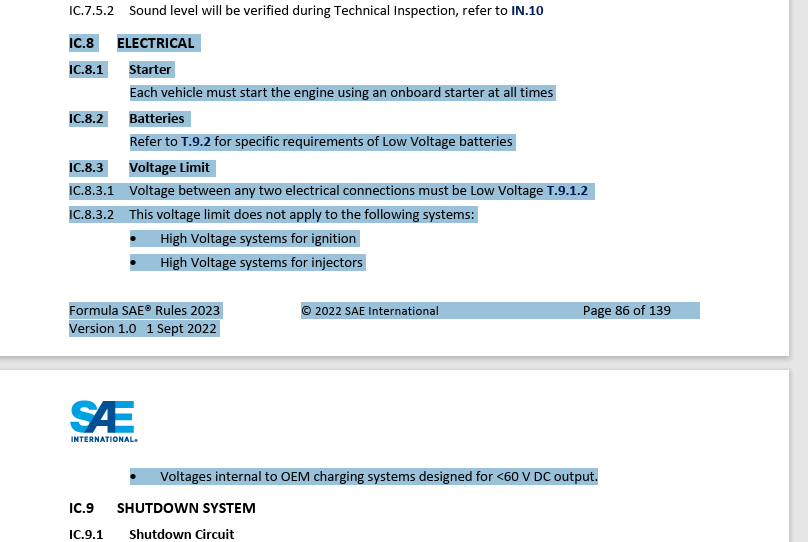 IC.7.5.2 Sound level will be verified during Technical Inspection, refer to IN.10
IC.8 ELECTRICAL
IC.8.1 Starter
Each vehicle must start the engine using an onboard starter at all times
IC.8.2 Batteries
Refer to T.9.2 for specific requirements of Low Voltage batteries
IC.8.3 Voltage Limit
IC.8.3.1 Voltage between any two electrical connections must be Low Voltage T.9.1.2
IC.8.3.2 This voltage limit does not apply to the following systems:
• High Voltage systems for ignition
• High Voltage systems for injectors
Formula SAE® Rules 2023 © 2022 SAE International Page 86 of 139
Version 1.0 1 Sept 2022
SAE
INTERNATIONAL®
• Voltages internal to OEM charging systems designed for <60 V DC output.
IC.9 SHUTDOWN SYSTEM
IC.9.1 Shutdown Circuit